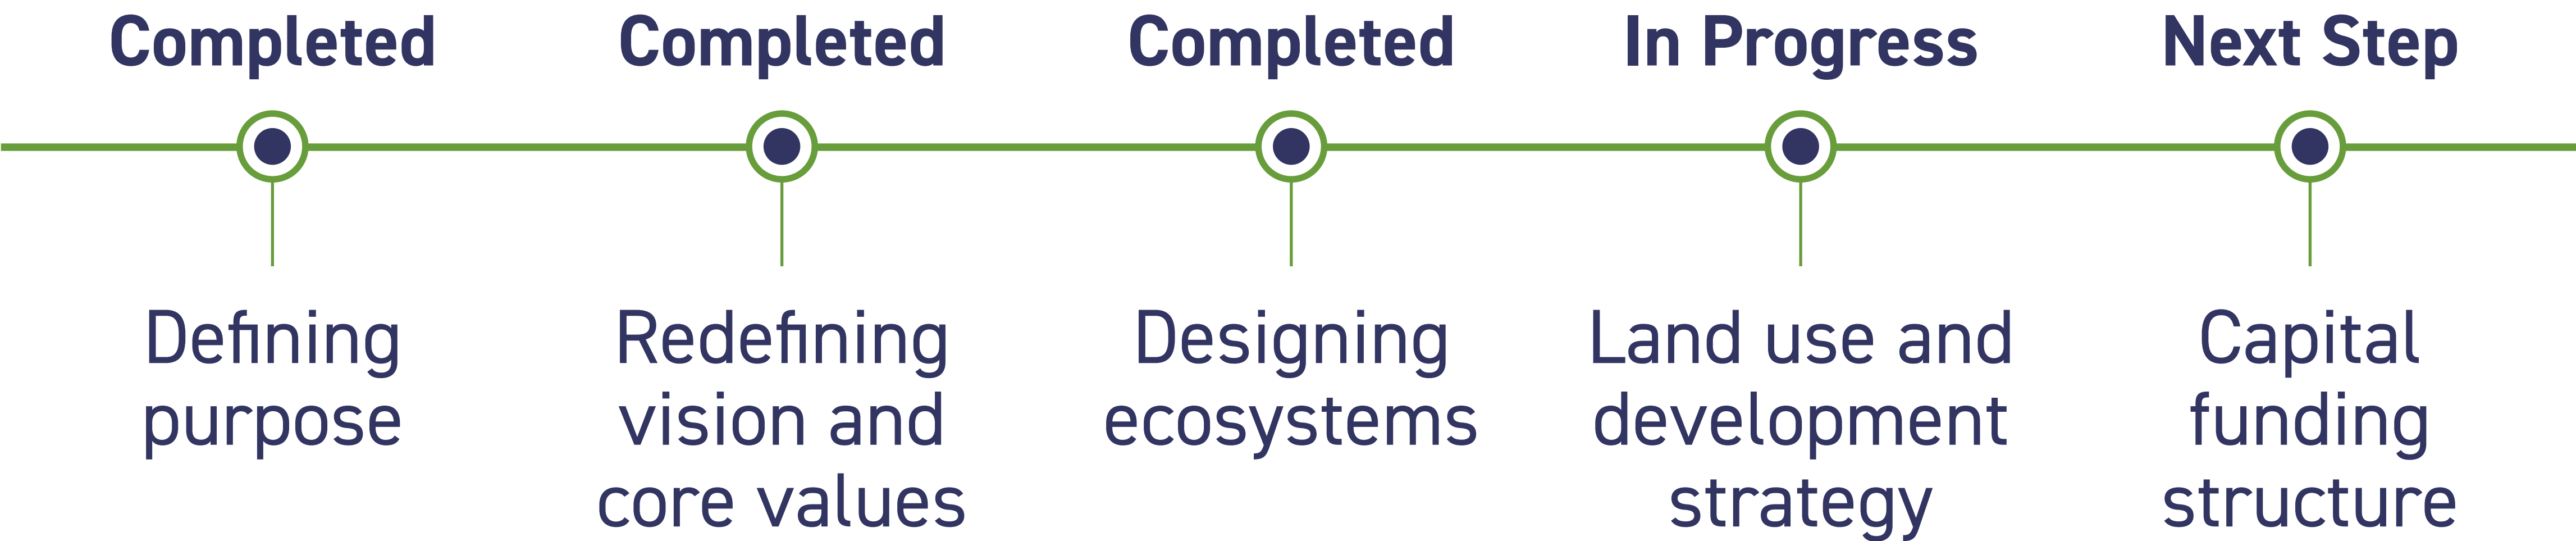 Completed
Completed
Completed
In Progress
Next Step
Defining
purpose
Redefining
vision and
core values
Designing
ecosystems
Land use and
development
strategy
Capital
funding
structure